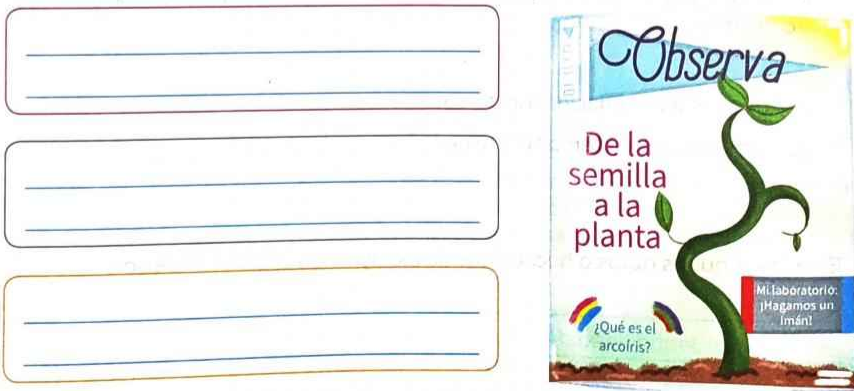 Observa
De la
semilla
a la
planta
Mi laboratorio:
¡Hagamos un
imán!
¿Qué es el
arcoíris?